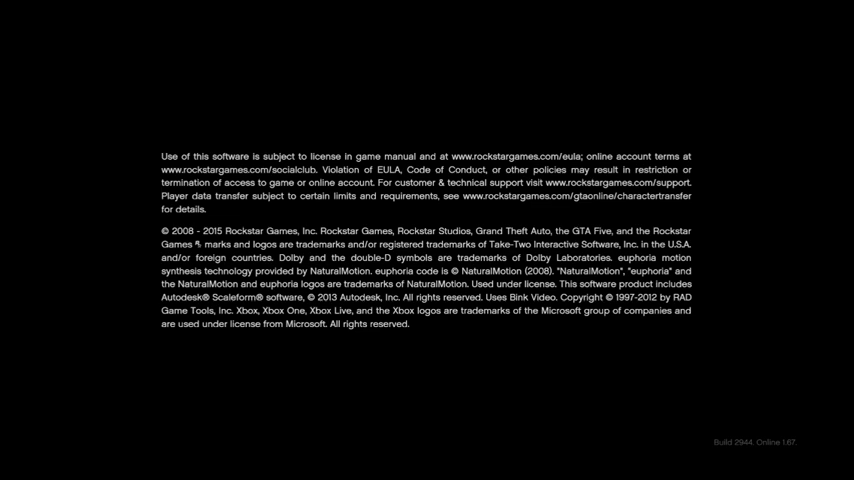 Use of this software is subject to license in game manual and at www.rockstargames.com/eula; online account terms at
www.rockstargames.com/socialclub. Violation of EULA, Code of Conduct, or other policies may result in restriction or
termination of access to game or online account. For customer & technical support visit www.rockstargames.com/support.
Player data transfer subject to certain limits and requirements, see www.rockstargames.com/gtaonline/charactertransfer
for details.
© 2008 - 2015 Rockstar Games, Inc. Rockstar Games, Rockstar Studios, Grand Theft Auto, the GTA Five, and the Rockstar
Games R* marks and logos are trademarks and/or registered trademarks of Take-Two Interactive Software, Inc. in the U.S.A.
and/or foreign countries. Dolby and the double-D symbols are trademarks of Dolby Laboratories. euphoria motion
synthesis technology provided by NaturalMotion. euphoria code is © NaturalMotion (2008). "NaturalMotion", "euphoria" and
the NaturalMotion and euphoria logos are trademarks of NaturalMotion. Used under license. This software product includes
Autodesk® Scaleform® software, © 2013 Autodesk, Inc. All rights reserved. Uses Bink Video. Copyright © 1997-2012 by RAD
Game Tools, Inc. Xbox, Xbox One, Xbox Live, and the Xbox logos are trademarks of the Microsoft group of companies and
are used under license from Microsoft. All rights reserved.
Build 2944. Online 1.67.